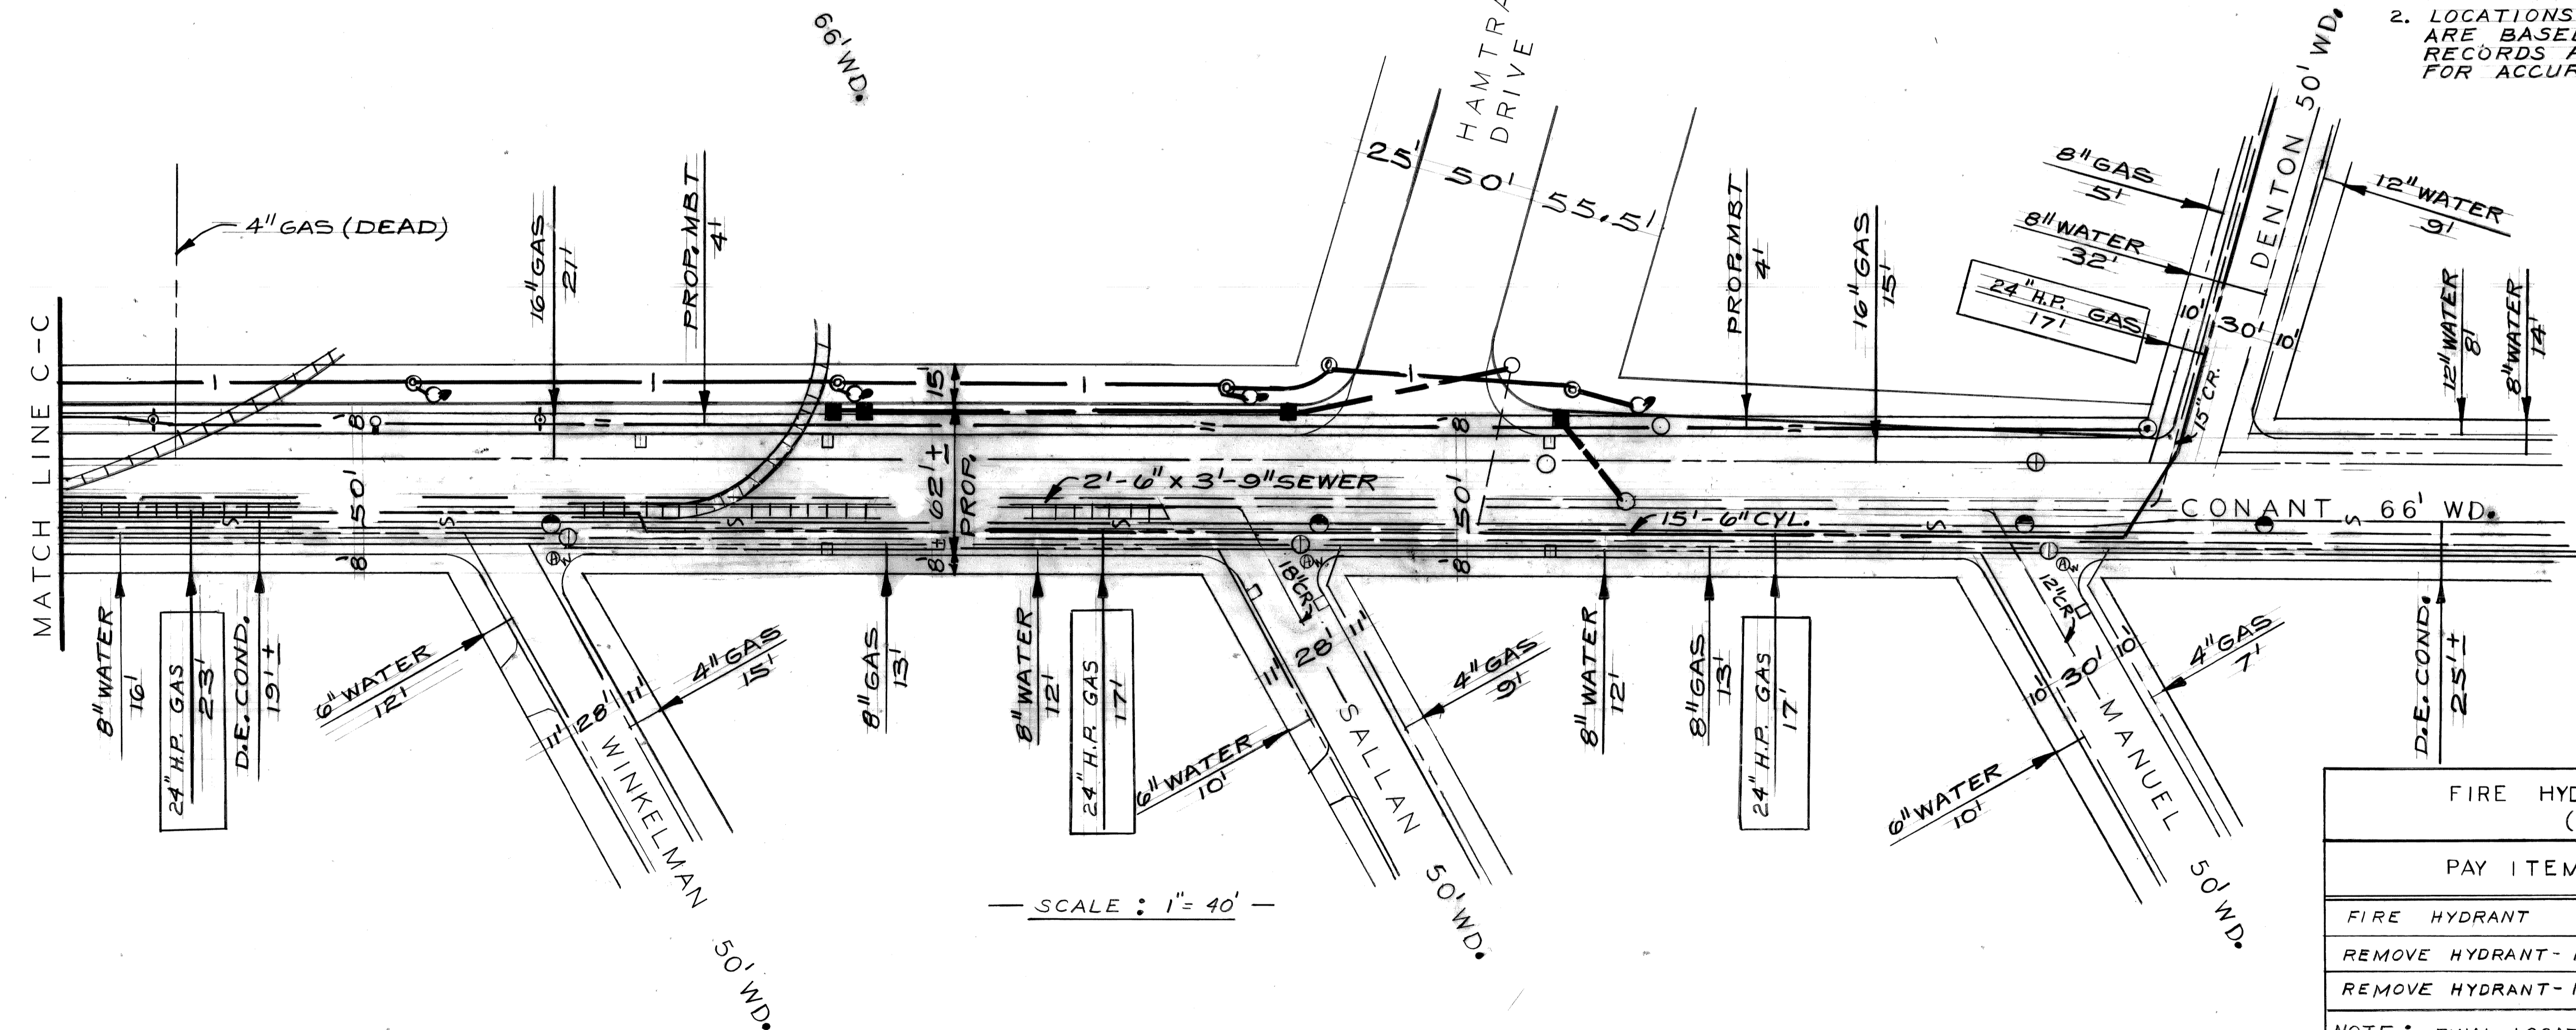 66' WD.
HAMTRA
DRIVE
2. LOCATIONS
ARE BASED
RECORDS A
FOR ACCUR
50' WD.
DENTON
25'
50'
55.5'
4" GAS (DEAD)
16" GAS
21'
PROP. MBT
4'
PROP. MBT
4'
16" GAS
15'
8" GAS
5'
8" WATER
32'
24" H.P. GAS
17'
12" WATER
9'
12" WATER
8'
8" WATER
14'
10'
30'
10'
15" CR.
MATCH LINE C-C
8'
50'
8'
15'
62'±
PROP.
8'
2'-6" x 3'-9" SEWER
8'
50'
8'
15'-6" CYL.
CONANT 66' WD.
S
S
S
S
S
8" WATER
16'
24" H.P. GAS
23'
D.E. COND.
19'±
6" WATER
12'
11'
28'
11'
WINKELMAN
50' WD.
4" GAS
15'
8" GAS
13'
8" WATER
12'
24" H.P. GAS
17'
6" WATER
10'
18" CR.
11'
28'
11'
SALLAN
50' WD.
4" GAS
9'
8" WATER
12'
8" GAS
13'
24" H.P. GAS
17'
6" WATER
10'
12" CR.
10'
30'
10'
MANUEL
50' WD.
4" GAS
7'
D.E. COND.
25'±
— SCALE : 1" = 40' —
FIRE HYD
(
PAY ITEM
FIRE HYDRANT
REMOVE HYDRANT-
REMOVE HYDRANT-
NOTE :